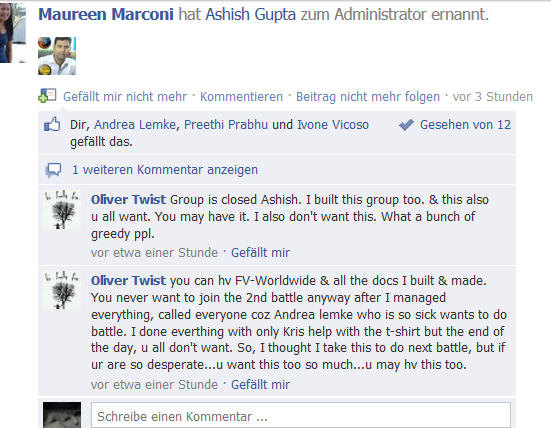 Maureen Marconi hat Ashish Gupta zum Administrator ernannt.
Gefällt mir nicht mehr · Kommentieren · Beitrag nicht mehr folgen · vor 3 Stunden
Dir, Andrea Lemke, Preethi Prabhu und Ivone Vicoso
gefällt das.
Gesehen von 12
1 weiteren Kommentar anzeigen
Oliver Twist Group is closed Ashish. I built this group too. & this also
u all want. You may have it. I also don't want this. What a bunch of
greedy ppl.
vor etwa einer Stunde · Gefällt mir
Oliver Twist you can hv FV-Worldwide & all the docs I built & made.
You never want to join the 2nd battle anyway after I managed
everything, called everyone coz Andrea lemke who is so sick wants to do
battle. I done everthing with only Kris help with the t-shirt but the end of
the day, u all don't want. So, I thought I take this to do next battle, but if
ur are so desperate...u want this too so much...u may hv this too.
vor etwa einer Stunde · Gefällt mir
Schreibe einen Kommentar ...